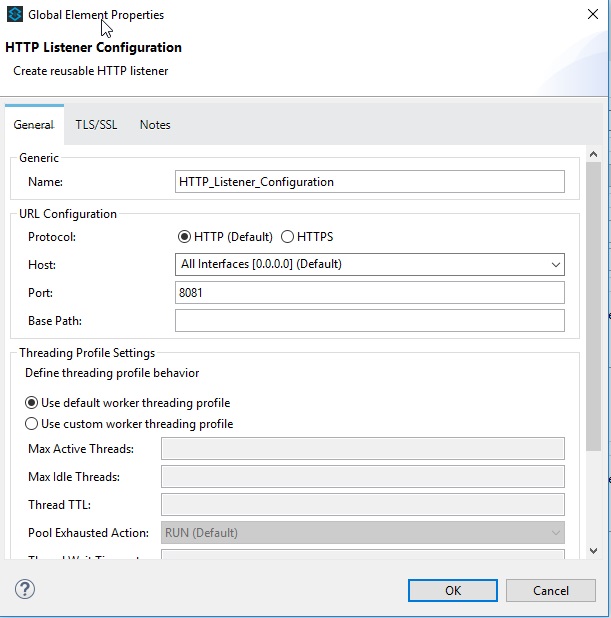 Global Element Properties
HTTP Listener Configuration
Create reusable HTTP listener
General TLS/SSL Notes
Generic
Name: HTTP_Listener_Configuration
URL Configuration
Protocol: HTTP (Default) HTTPS
Host: All Interfaces [0.0.0.0] (Default)
Port: 8081
Base Path:
Threading Profile Settings
Define threading profile behavior
Use default worker threading profile
Use custom worker threading profile
Max Active Threads:
Max Idle Threads:
Thread TTL:
Pool Exhausted Action: RUN (Default)
OK Cancel